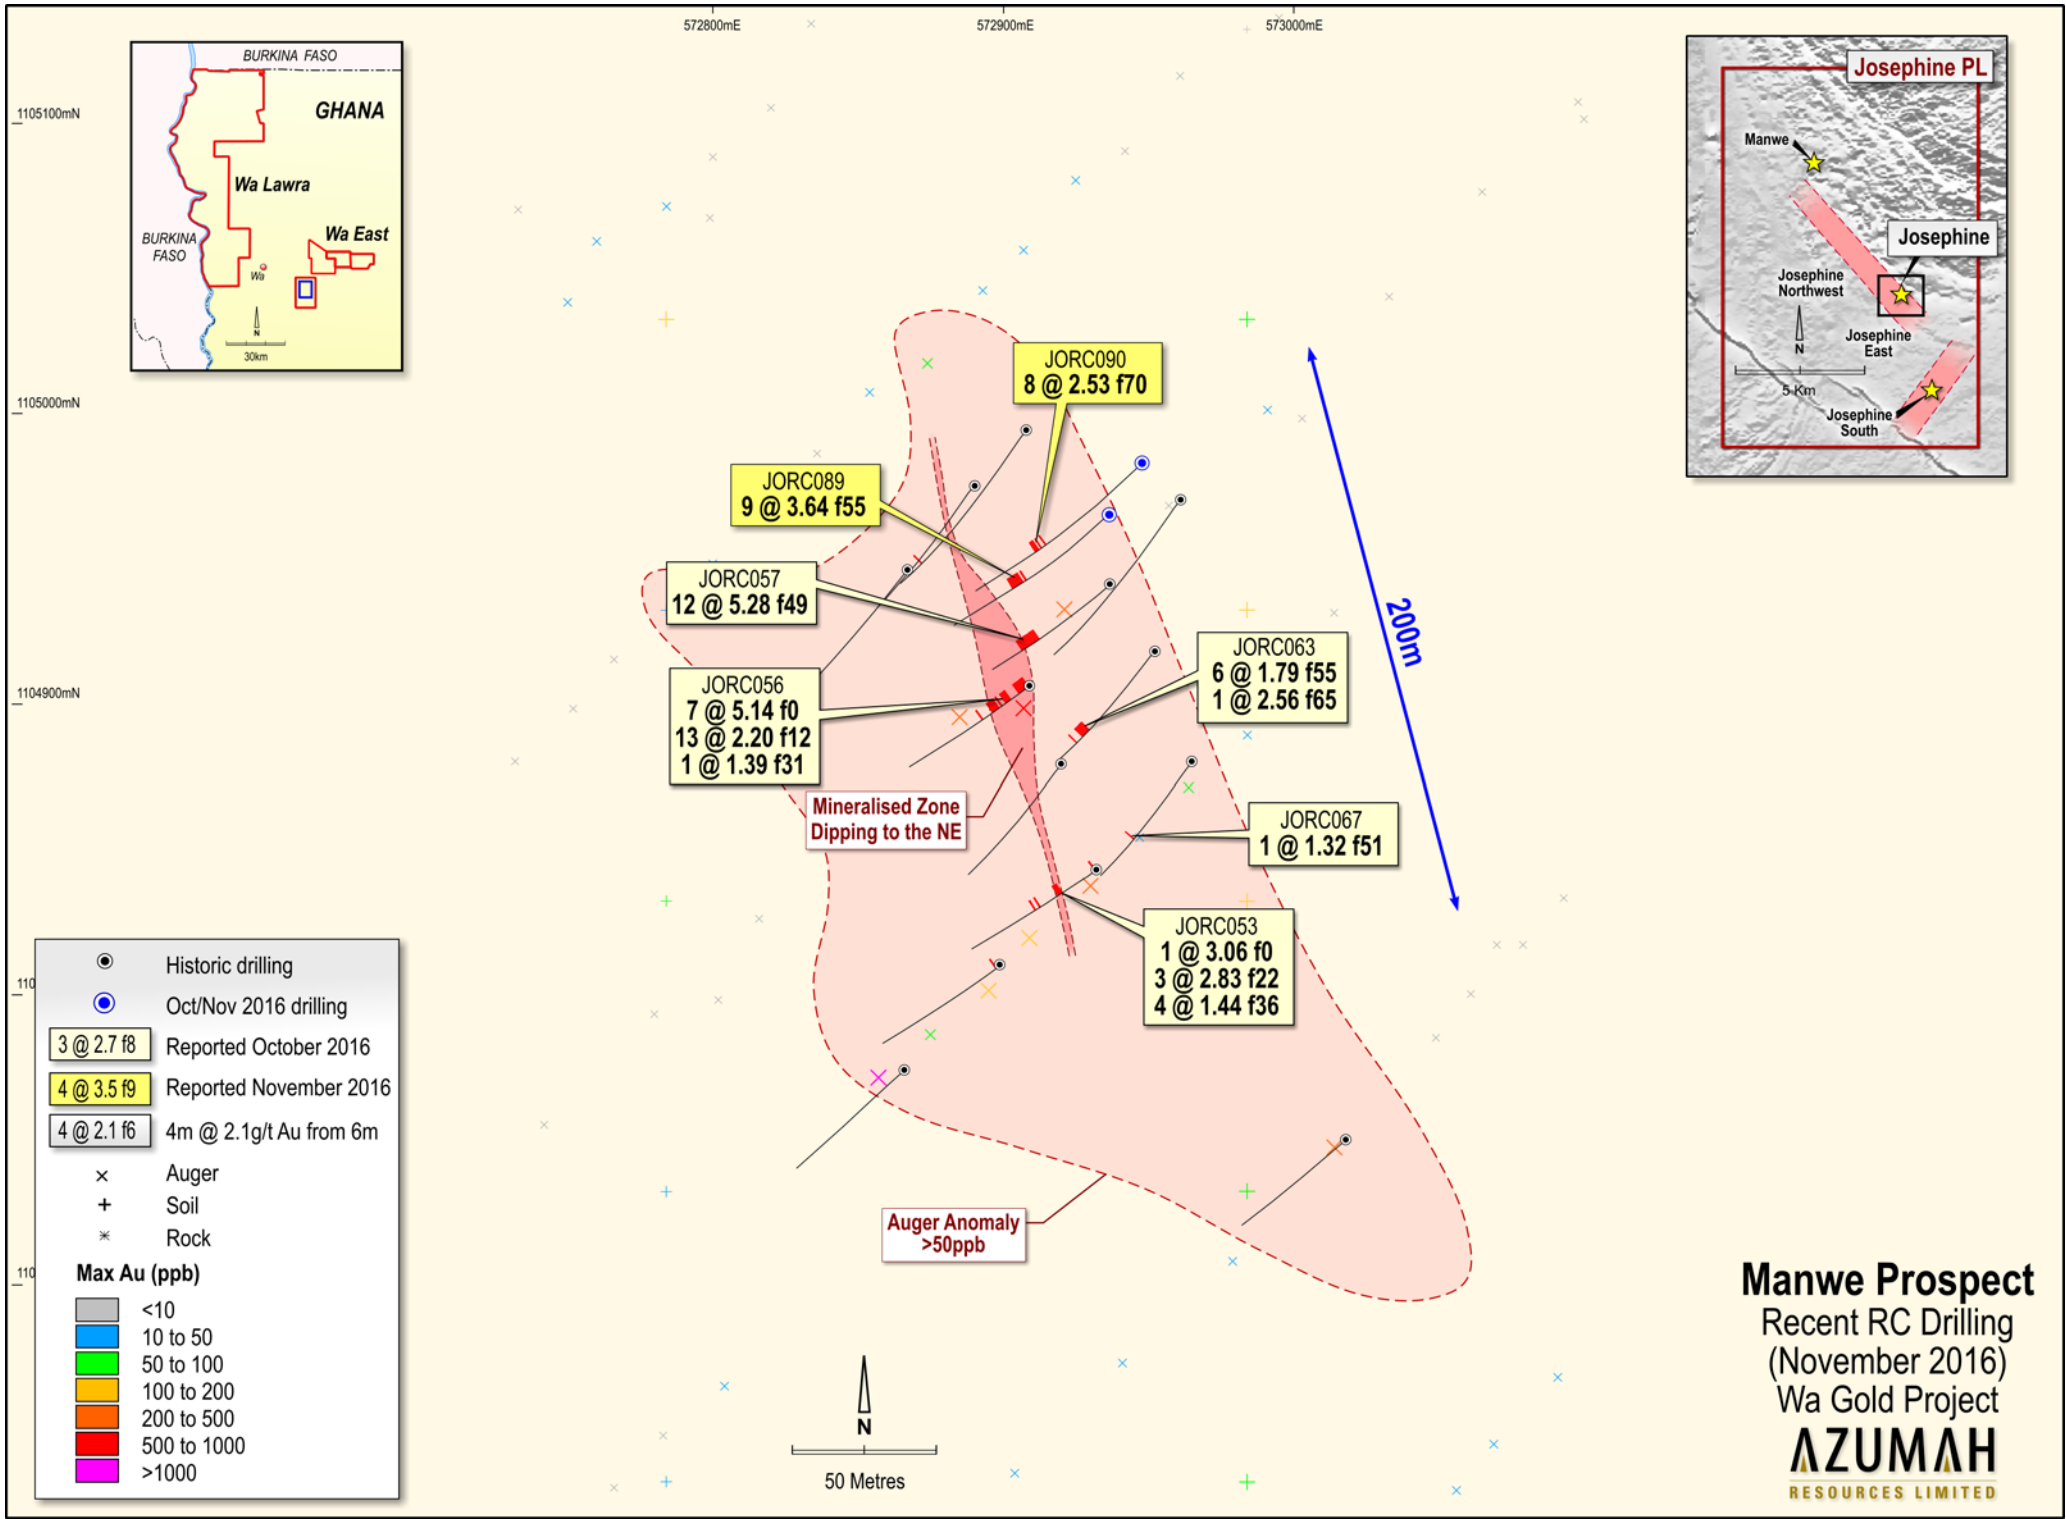 572800mE
572900mE
573000mE
1105100mN
1105000mN
1104900mN
110
110
BURKINA FASO
GHANA
Wa Lawra
BURKINA
FASO
Wa East
Wa
N
30km
Josephine PL
Manwe
Josephine
Josephine
Northwest
N
Josephine
East
5 Km
Josephine
South
JORC090
8 @ 2.53 f70
JORC089
9 @ 3.64 f55
JORC057
12 @ 5.28 f49
200m
JORC063
6 @ 1.79 f55
1 @ 2.56 f65
JORC056
7 @ 5.14 f0
13 @ 2.20 f12
1 @ 1.39 f31
Mineralised Zone
Dipping to the NE
JORC067
1 @ 1.32 f51
JORC053
1 @ 3.06 f0
3 @ 2.83 f22
4 @ 1.44 f36
Auger Anomaly
>50ppb
Historic drilling
Oct/Nov 2016 drilling
3 @ 2.7 f8 Reported October 2016
4 @ 3.5 f9 Reported November 2016
4 @ 2.1 f6 4m @ 2.1g/t Au from 6m
Auger
Soil
Rock
Max Au (ppb)
<10
10 to 50
50 to 100
100 to 200
200 to 500
500 to 1000
>1000
N
50 Metres
Manwe Prospect
Recent RC Drilling
(November 2016)
Wa Gold Project
AZUMAH
RESOURCES LIMITED